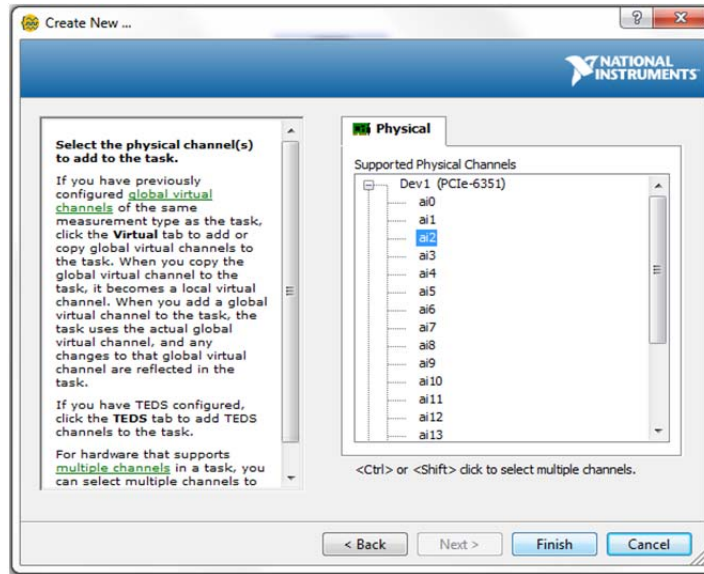 Create New ...
NATIONAL
INSTRUMENTS
Select the physical channel(s)
to add to the task.
If you have previously
configured global virtual
channels of the same
measurement type as the task,
click the Virtual tab to add or
copy global virtual channels to
the task. When you copy the
global virtual channel to the
task, it becomes a local virtual
channel. When you add a global
virtual channel to the task, the
task uses the actual global
virtual channel, and any
changes to that global virtual
channel are reflected in the
task.
If you have TEDS configured,
click the TEDS tab to add TEDS
channels to the task.
For hardware that supports
multiple channels in a task, you
can select multiple channels to
Physical
Supported Physical Channels
Dev1 (PCIe-6351)
ai0
ai1
ai2
ai3
ai4
ai5
ai6
ai7
ai8
ai9
ai10
ai11
ai12
ai13
<Ctrl> or <Shift> click to select multiple channels.
< Back
Next >
Finish
Cancel